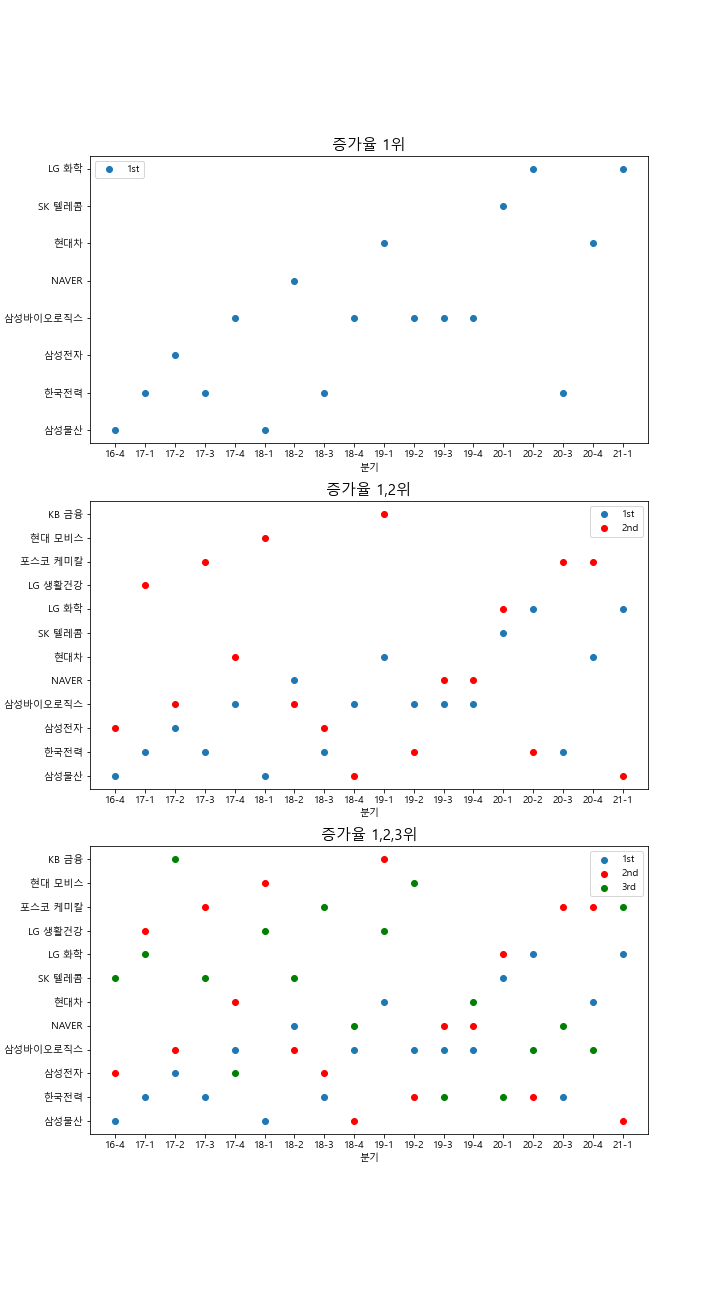 증가율 1위
1st
LG 화학
SK 텔레콤
현대차
NAVER
삼성바이오로직스
삼성전자
한국전력
삼성물산
16-4 17-1 17-2 17-3 17-4 18-1 18-2 18-3 18-4 19-1 19-2 19-3 19-4 20-1 20-2 20-3 20-4 21-1
분기
증가율 1,2위
1st
2nd
KB 금융
현대 모비스
포스코 케미칼
LG 생활건강
LG 화학
SK 텔레콤
현대차
NAVER
삼성바이오로직스
삼성전자
한국전력
삼성물산
16-4 17-1 17-2 17-3 17-4 18-1 18-2 18-3 18-4 19-1 19-2 19-3 19-4 20-1 20-2 20-3 20-4 21-1
분기
증가율 1,2,3위
1st
2nd
3rd
KB 금융
현대 모비스
포스코 케미칼
LG 생활건강
LG 화학
SK 텔레콤
현대차
NAVER
삼성바이오로직스
삼성전자
한국전력
삼성물산
16-4 17-1 17-2 17-3 17-4 18-1 18-2 18-3 18-4 19-1 19-2 19-3 19-4 20-1 20-2 20-3 20-4 21-1
분기